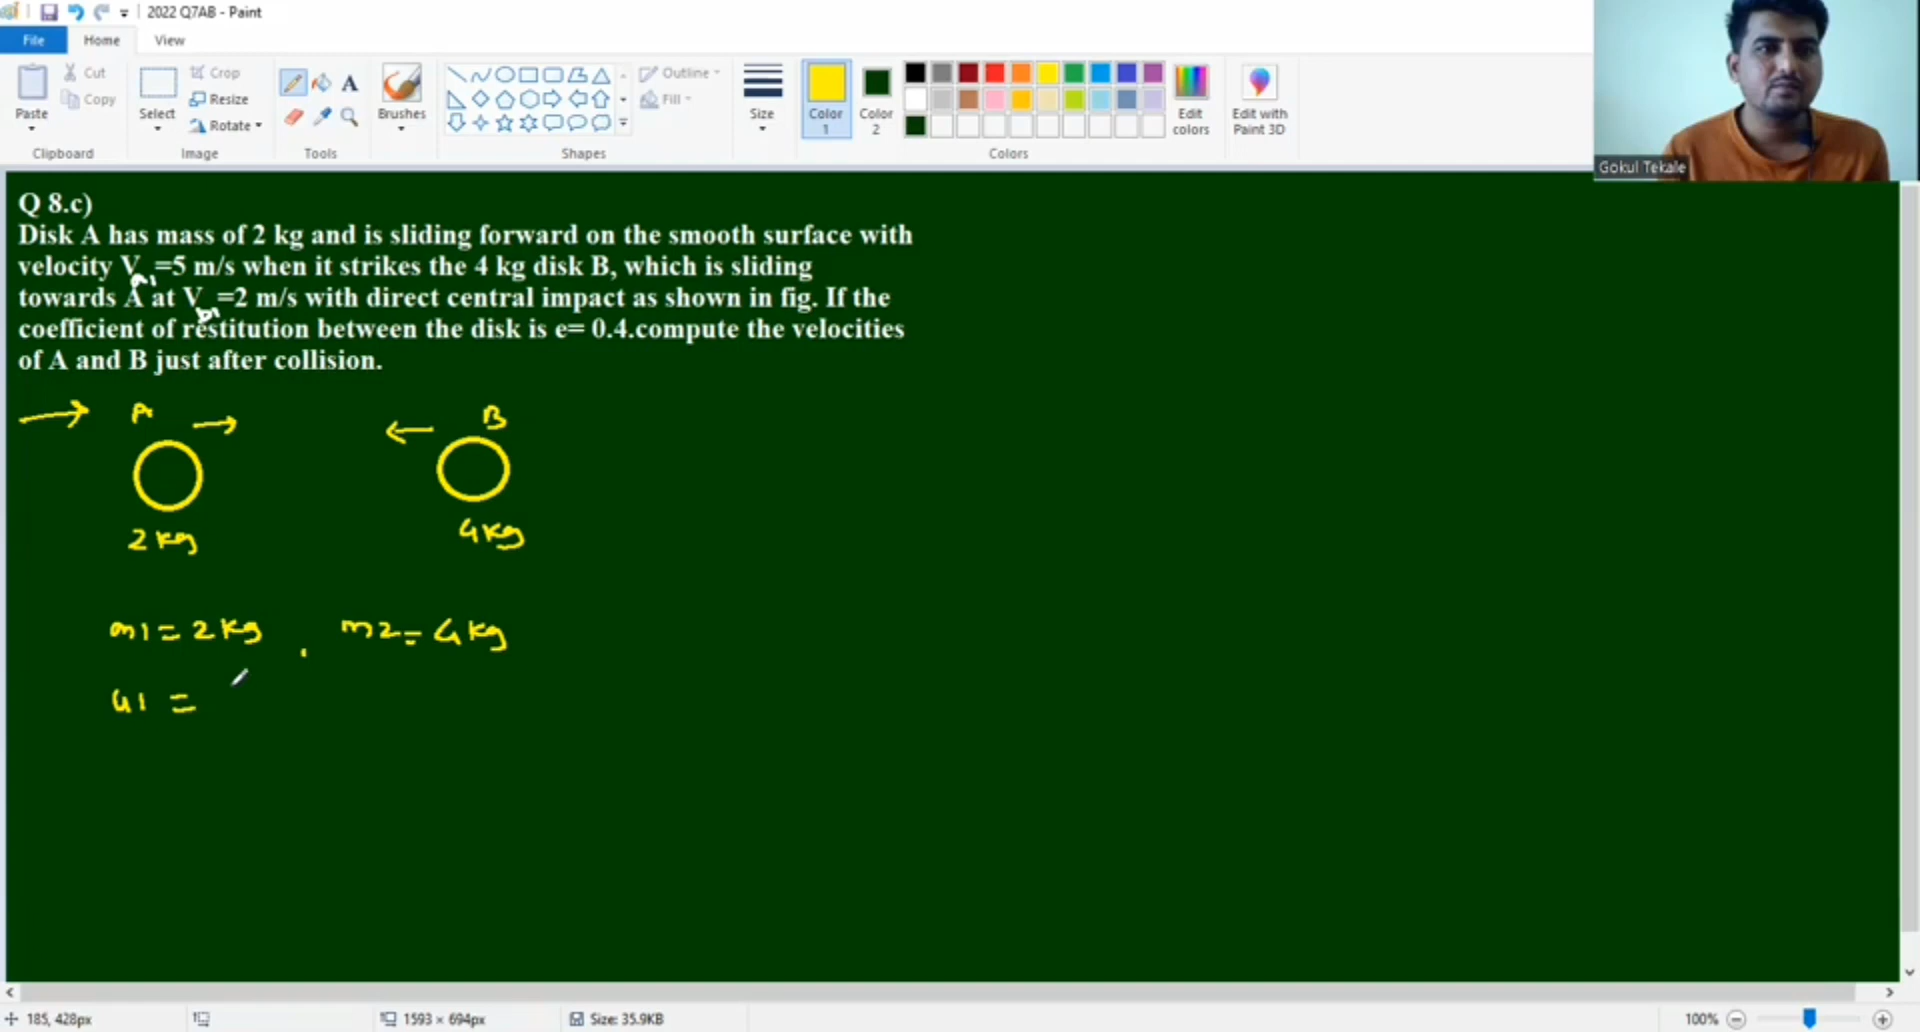 2022 Q7AB - Paint
File Home View
Paste Cut Copy Clipboard
Select Crop Resize Rotate Image
A Tools
Brushes
Outline Fill Shapes
Size
Color 1 Color 2 Edit colors Edit with Paint 3D Colors
Gokul Tekale
Q 8.c)
Disk A has mass of 2 kg and is sliding forward on the smooth surface with
velocity V a1 =5 m/s when it strikes the 4 kg disk B, which is sliding
towards A at V b1 =2 m/s with direct central impact as shown in fig. If the
coefficient of restitution between the disk is e= 0.4.compute the velocities
of A and B just after collision.
A B
2 kg 4 kg
m1 = 2 kg , m2 = 4 kg
u1 =
185, 428px 1593 × 694px Size: 35.9KB 100%